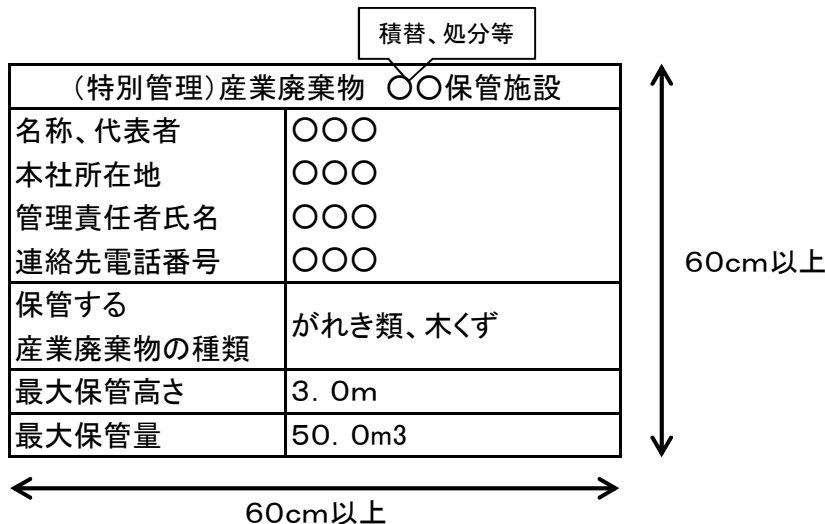 積替、処分等
（特別管理）産業廃棄物　〇〇保管施設
名称、代表者　〇〇〇
本社所在地　〇〇〇
管理責任者氏名　〇〇〇
連絡先電話番号　〇〇〇
保管する
産業廃棄物の種類　がれき類、木くず
最大保管高さ　３．０ｍ
最大保管量　５０．０ｍ３
６０ｃｍ以上
６０ｃｍ以上